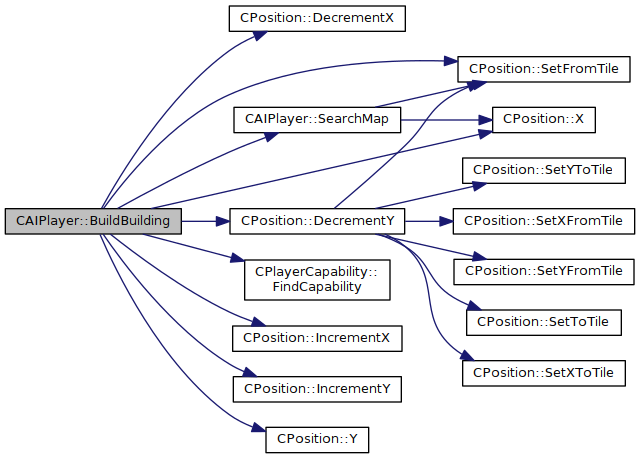 CPosition::DecrementX
CPosition::SetFromTile
CAIPlayer::SearchMap
CPosition::X
CPosition::SetYToTile
CAIPlayer::BuildBuilding
CPosition::DecrementY
CPosition::SetXFromTile
CPlayerCapability::
FindCapability
CPosition::SetYFromTile
CPosition::SetToTile
CPosition::IncrementX
CPosition::SetXToTile
CPosition::IncrementY
CPosition::Y